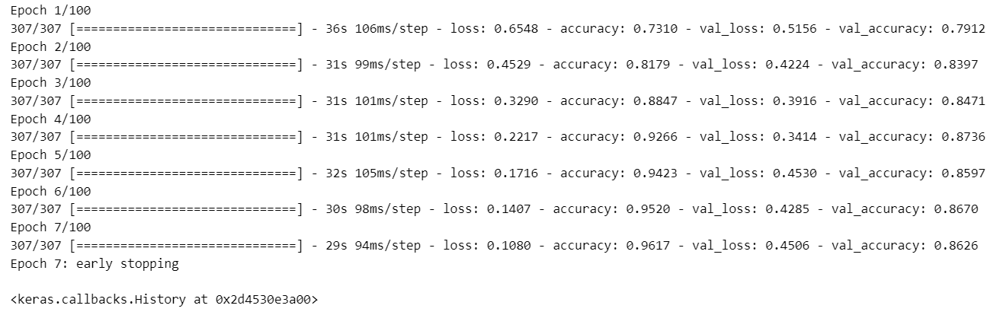 Epoch 1/100
307/307 [==============================] - 36s 106ms/step - loss: 0.6548 - accuracy: 0.7310 - val_loss: 0.5156 - val_accuracy: 0.7912
Epoch 2/100
307/307 [==============================] - 31s 99ms/step - loss: 0.4529 - accuracy: 0.8179 - val_loss: 0.4224 - val_accuracy: 0.8397
Epoch 3/100
307/307 [==============================] - 31s 101ms/step - loss: 0.3290 - accuracy: 0.8847 - val_loss: 0.3916 - val_accuracy: 0.8471
Epoch 4/100
307/307 [==============================] - 31s 101ms/step - loss: 0.2217 - accuracy: 0.9266 - val_loss: 0.3414 - val_accuracy: 0.8736
Epoch 5/100
307/307 [==============================] - 32s 105ms/step - loss: 0.1716 - accuracy: 0.9423 - val_loss: 0.4530 - val_accuracy: 0.8597
Epoch 6/100
307/307 [==============================] - 30s 98ms/step - loss: 0.1407 - accuracy: 0.9520 - val_loss: 0.4285 - val_accuracy: 0.8670
Epoch 7/100
307/307 [==============================] - 29s 94ms/step - loss: 0.1080 - accuracy: 0.9617 - val_loss: 0.4506 - val_accuracy: 0.8626
Epoch 7: early stopping
<keras.callbacks.History at 0x2d4530e3a00>